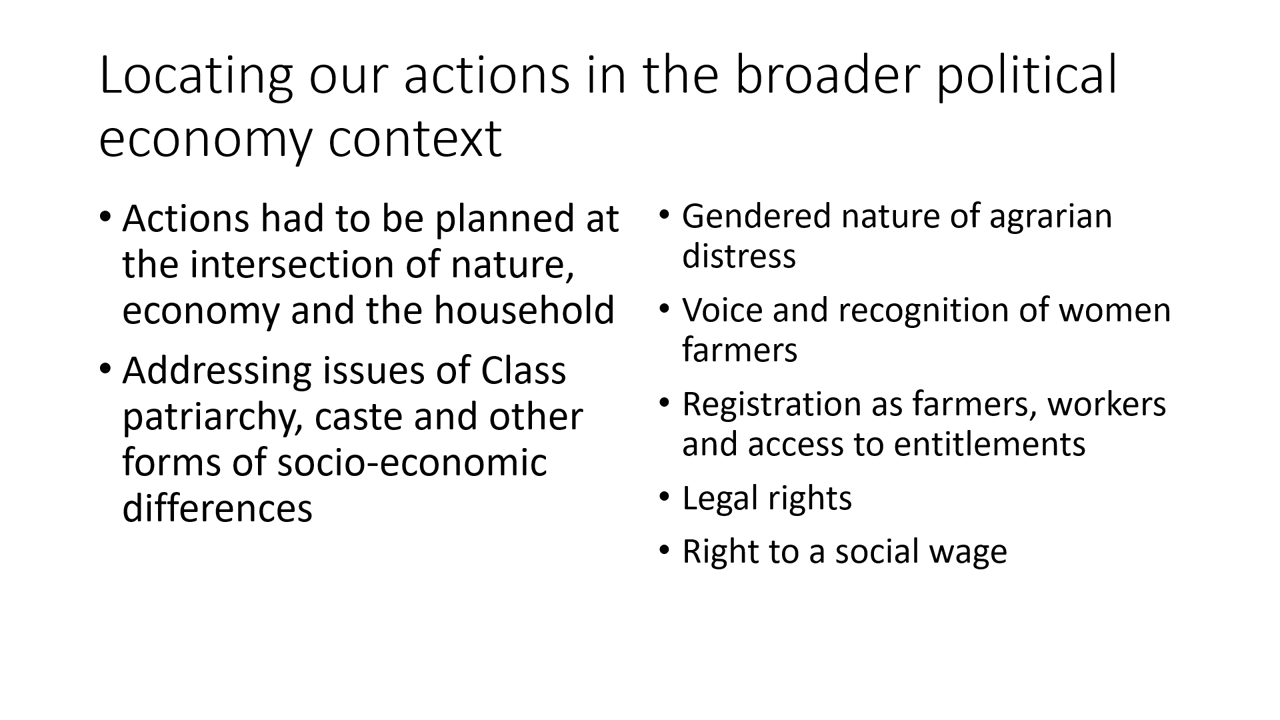 Locating our actions in the broader political
economy context
• Actions had to be planned at
the intersection of nature,
economy and the household
• Addressing issues of Class
patriarchy, caste and other
forms of socio-economic
differences
• Gendered nature of agrarian
distress
• Voice and recognition of women
farmers
• Registration as farmers, workers
and access to entitlements
• Legal rights
• Right to a social wage